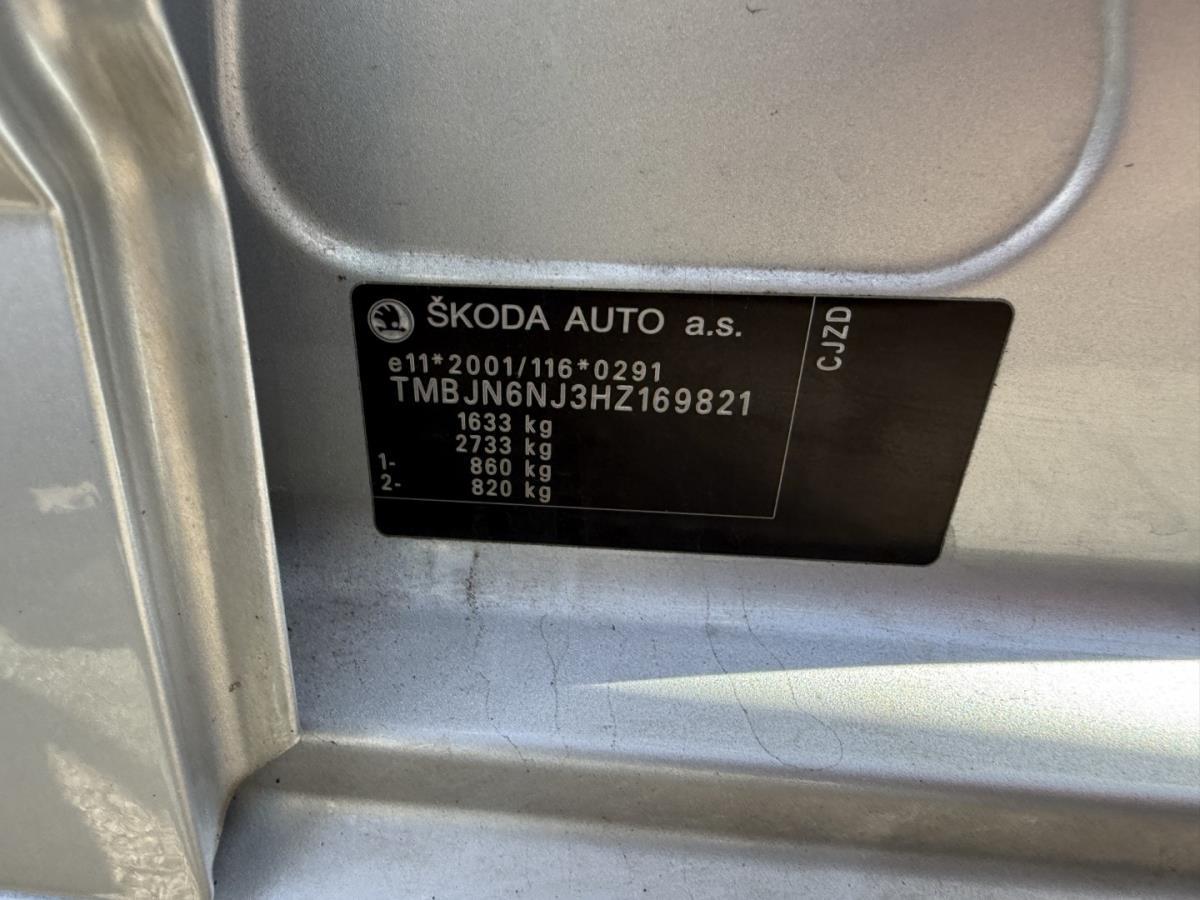 ŠKODA AUTO a.s.
e11*2001/116*0291
TMBJN6NJ3HZ169821
1633 kg
2733 kg
1- 860 kg
2- 820 kg
CJZD